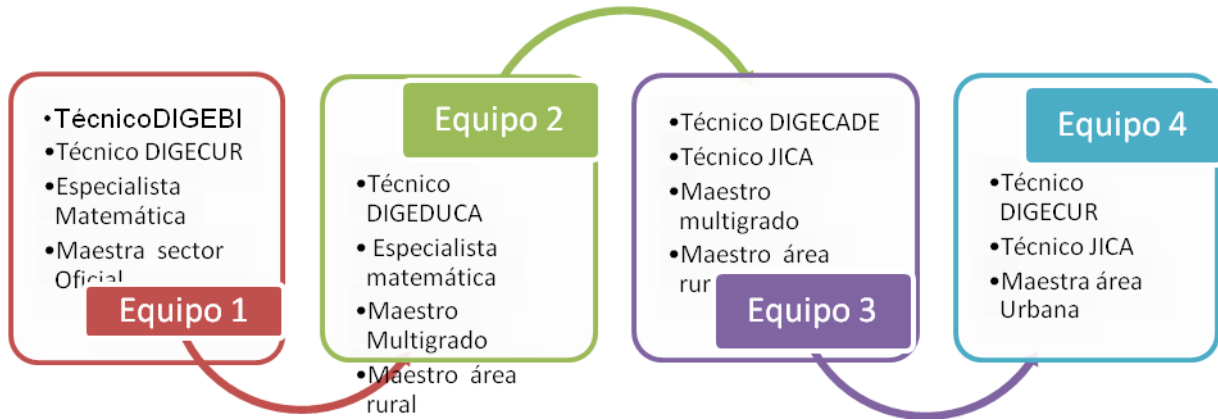 •TécnicoDIGEBI
•Técnico DIGECUR
•Especialista
Matemática
•Maestra sector
Oficial
Equipo 1
Equipo 2
•Técnico
DIGEDUCA
• Especialista
matemática
•Maestro
Multigrado
•Maestro área
rural
•Técnico DIGECADE
•Técnico JICA
•Maestro
multigrado
•Maestro área
rur
Equipo 3
Equipo 4
•Técnico
DIGECUR
•Técnico JICA
•Maestra área
Urbana